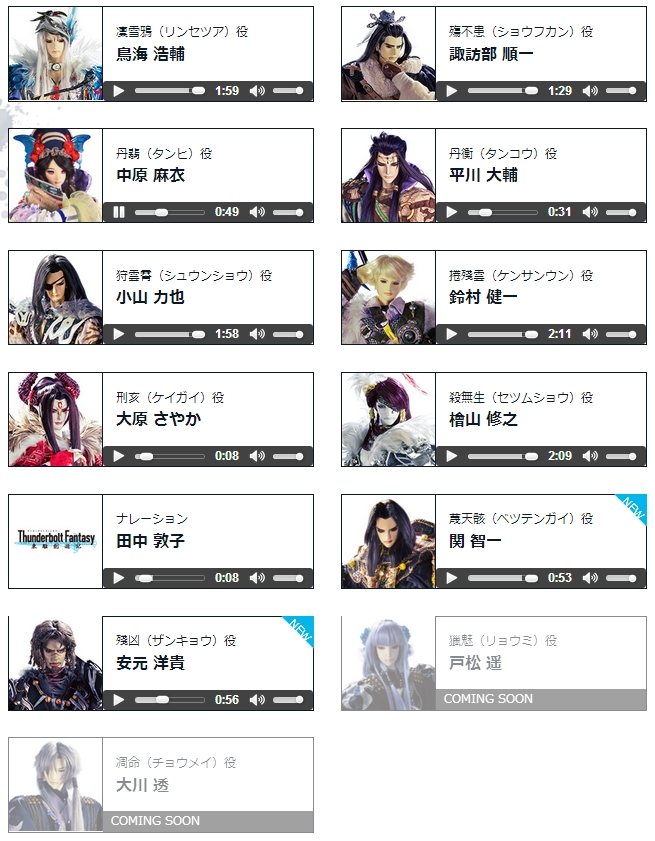 凜雪鴉（リンセツア）役
鳥海 浩輔
1:59
殤不患（ショウフカン）役
諏訪部 順一
1:29
丹翡（タンヒ）役
中原 麻衣
0:49
丹衡（タンコウ）役
平川 大輔
0:31
狩雲霄（シュウンショウ）役
小山 力也
1:58
捲殘雲（ケンサンウン）役
鈴村 健一
2:11
刑亥（ケイガイ）役
大原 さやか
0:08
殺無生（セツムショウ）役
檜山 修之
2:09
Thunderbolt Fantasy
東離劍遊紀
ナレーション
田中 敦子
0:08
NEW
蔑天骸（ベツテンガイ）役
関 智一
0:53
NEW
殘凶（ザンキョウ）役
安元 洋貴
0:56
獵魅（リョウミ）役
戸松 遥
COMING SOON
凋命（チョウメイ）役
大川 透
COMING SOON